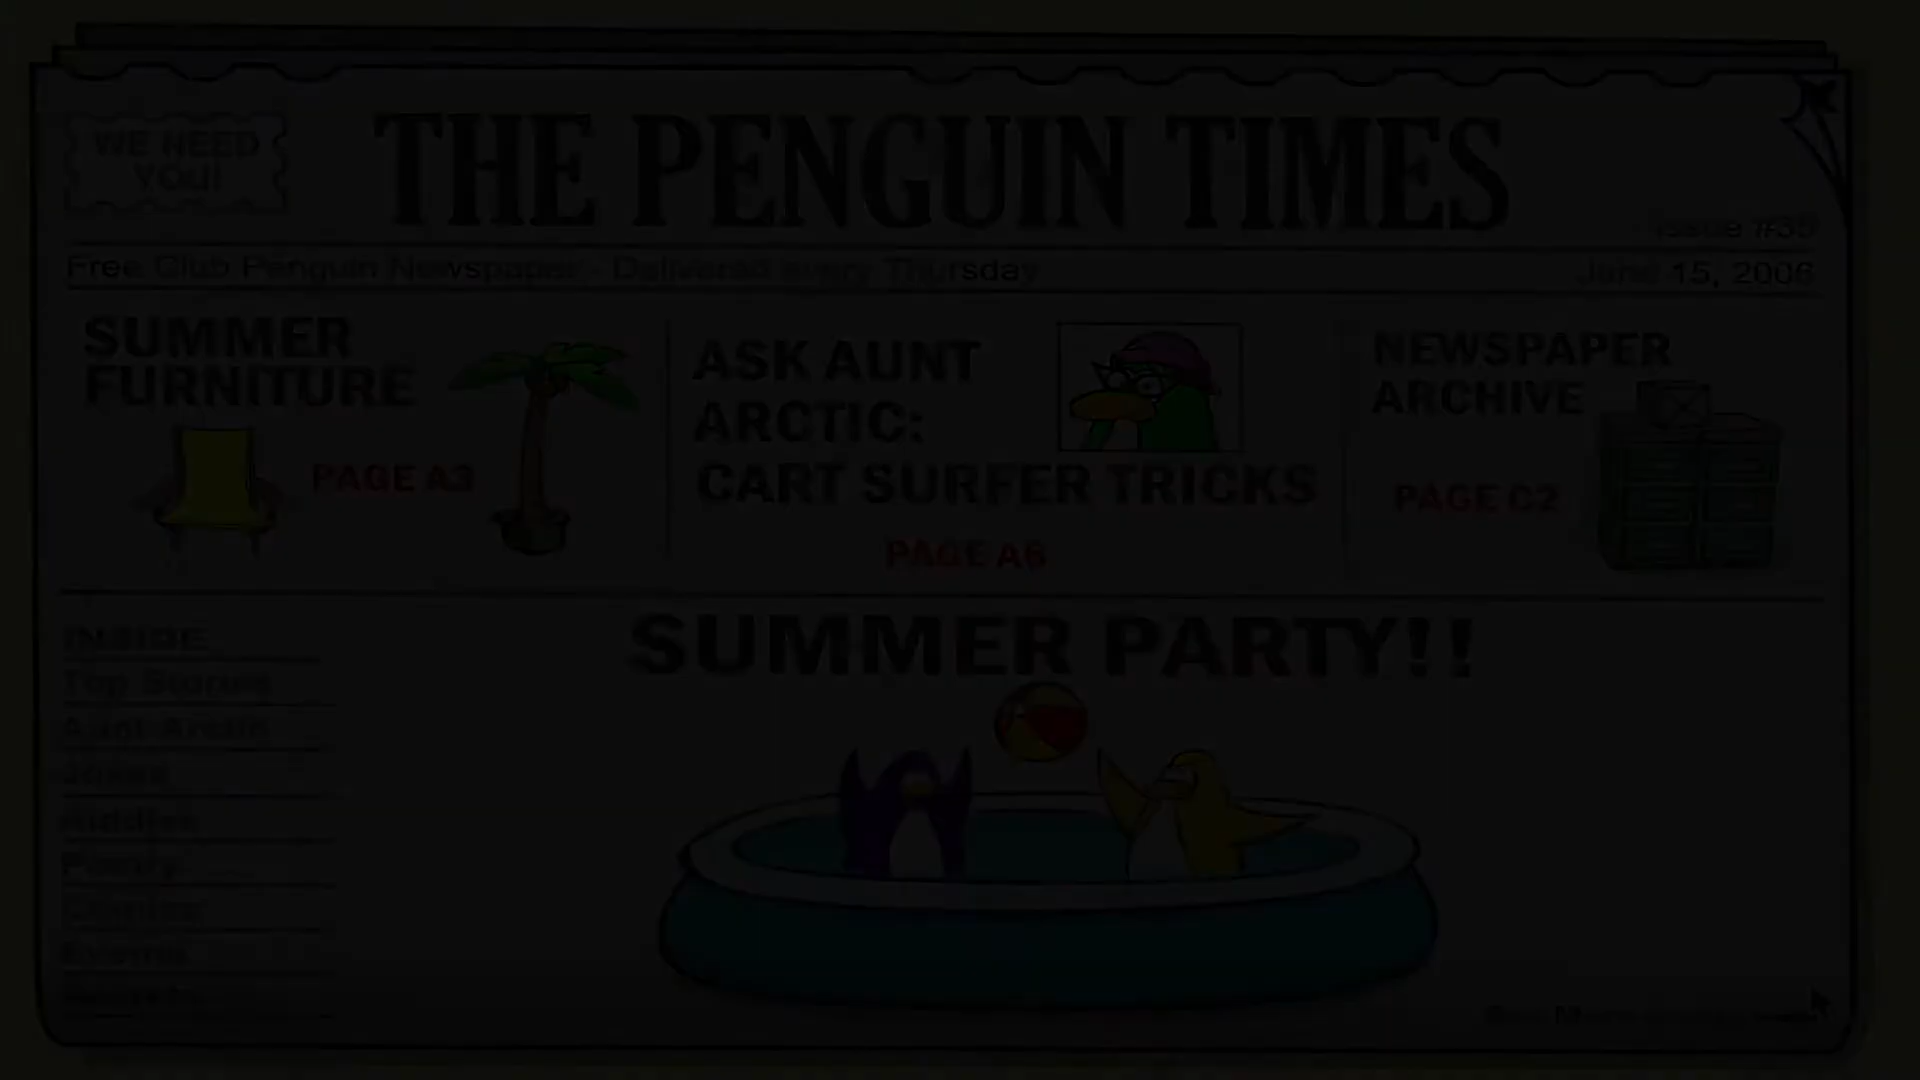 WE NEED
YOU!
THE PENGUIN TIMES
Issue #35
Free Club Penguin Newspaper - Delivered every Thursday
June 15, 2006
SUMMER
FURNITURE
PAGE A3
ASK AUNT
ARCTIC:
CART SURFER TRICKS
PAGE A6
NEWSPAPER
ARCHIVE
PAGE C2
INSIDE
Top Stories
Aunt Arctic
Jokes
Riddles
Poetry
Comics
Events
SUMMER PARTY!!